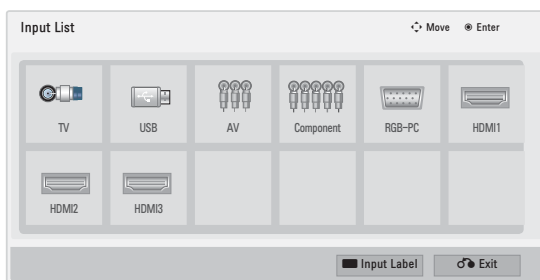 Input List
Move Enter
TV USB AV Component RGB-PC HDMI1
HDMI2 HDMI3
Input Label Exit